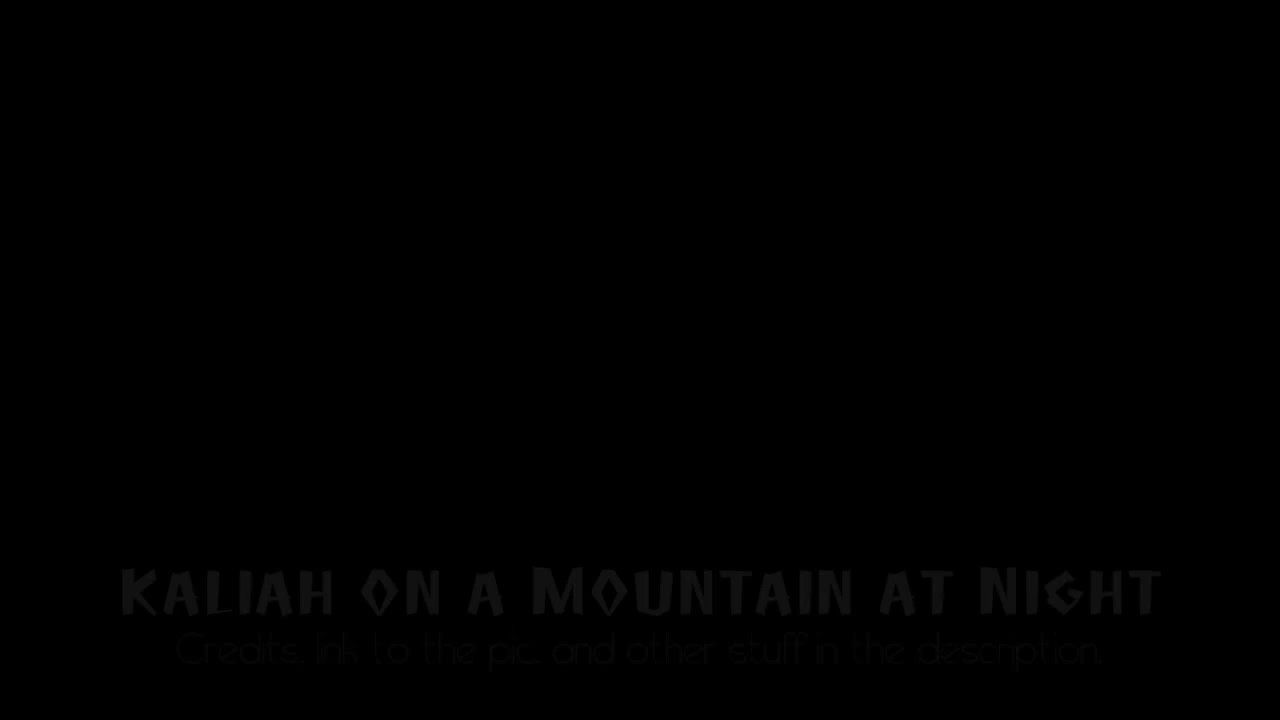 Kaliah on a Mountain at Night
Credits, link to the pic, and other stuff in the description.